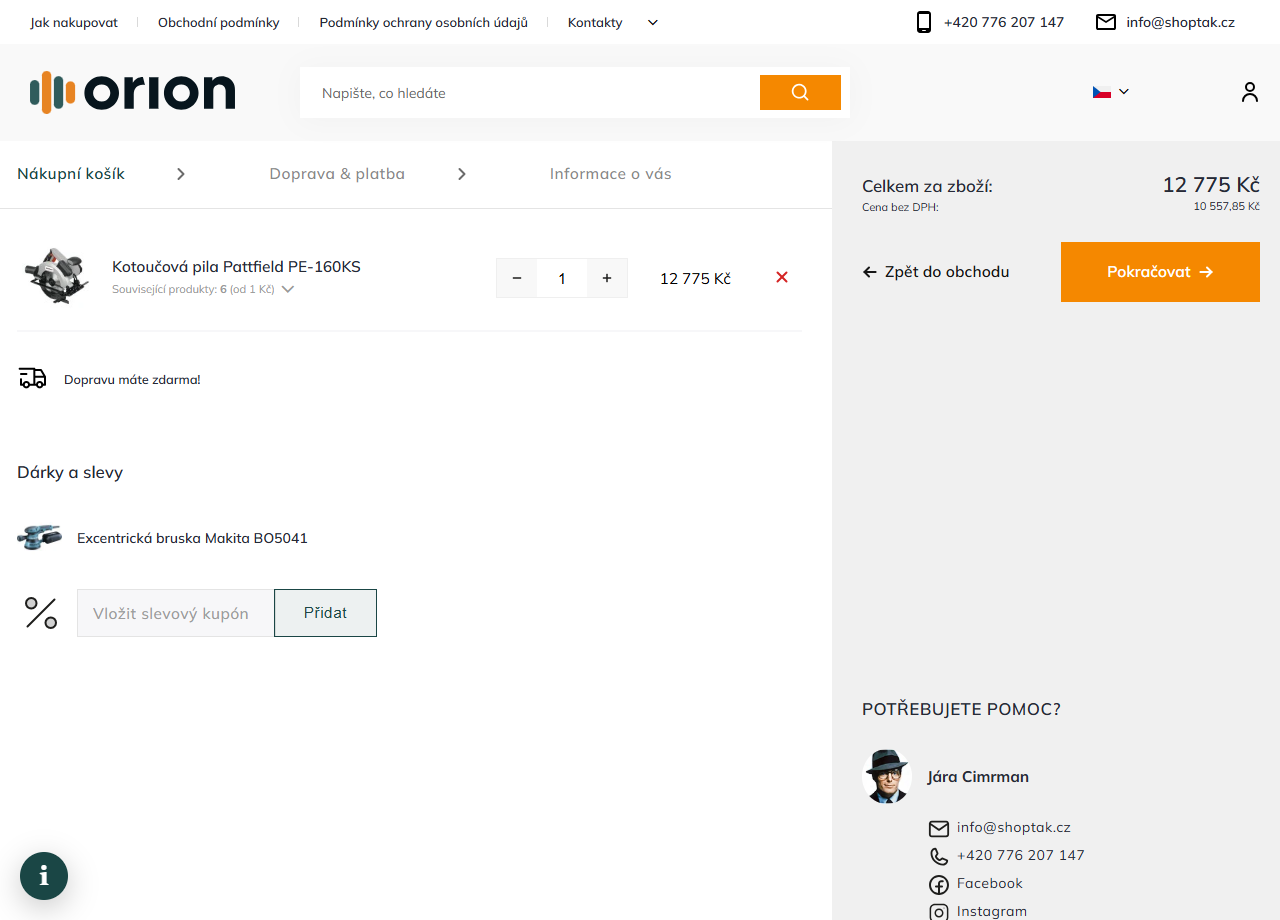 Jak nakupovat
Obchodní podmínky
Podmínky ochrany osobních údajů
Kontakty
+420 776 207 147
info@shoptak.cz
orion
Napište, co hledáte
Nákupní košík
Doprava & platba
Informace o vás
Celkem za zboží:
12 775 Kč
Cena bez DPH:
10 557,85 Kč
Kotoučová pila Pattfield PE-160KS
Související produkty: 6 (od 1 Kč)
− 1 +
12 775 Kč
Zpět do obchodu
Pokračovat
Dopravu máte zdarma!
Dárky a slevy
Excentrická bruska Makita BO5041
Vložit slevový kupón
Přidat
POTŘEBUJETE POMOC?
Jára Cimrman
info@shoptak.cz
+420 776 207 147
Facebook
Instagram
i